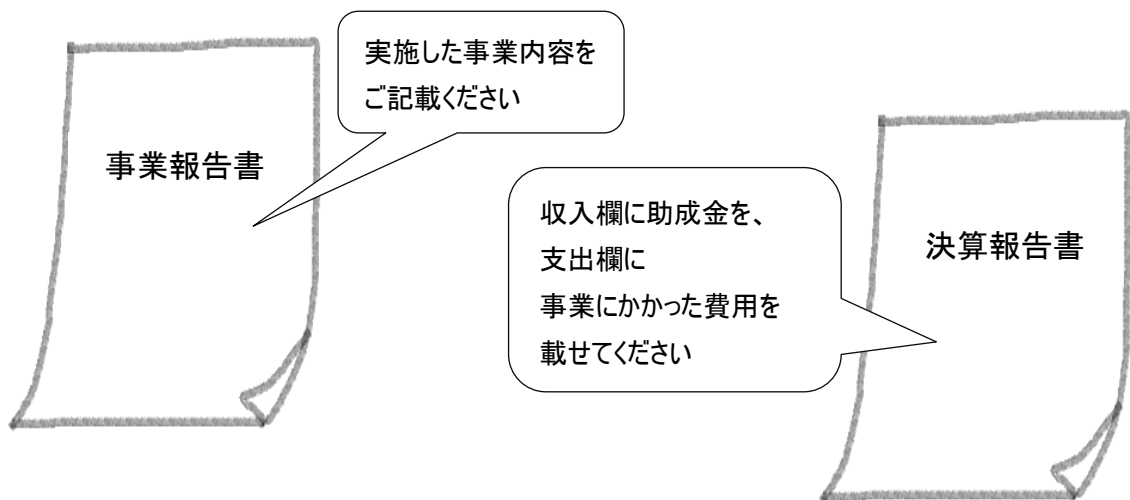 実施した事業内容を
ご記載ください
事業報告書
収入欄に助成金を、
支出欄に
事業にかかった費用を
載せてください
決算報告書